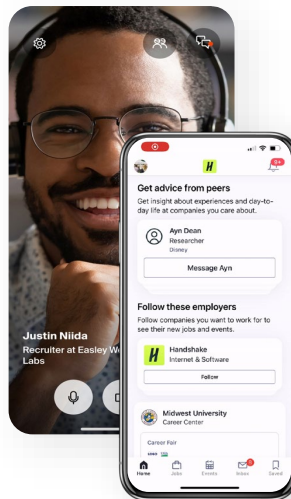 Justin Niida
Recruiter at Easley
Labs
H
9+
Get advice from peers
Get insight about experiences and day-to-
day life at companies you care about.
Ayn Dean
Researcher
Disney
Message Ayn
Follow these employers
Follow companies you want to work for to
see their new jobs and events.
H
Handshake
Internet & Software
Follow
Midwest University
Career Center
Career Fair
Home
Jobs
Events
Inbox
Saved